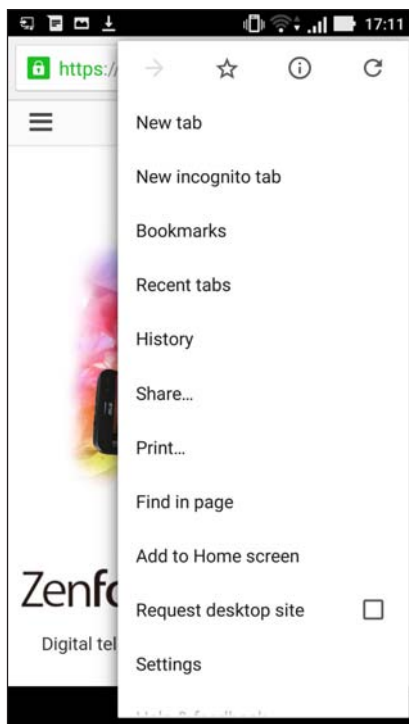 17:11
https:/
New tab
New incognito tab
Bookmarks
Recent tabs
History
Share...
Print...
Find in page
Add to Home screen
Zenf
Request desktop site
Digital tel
Settings